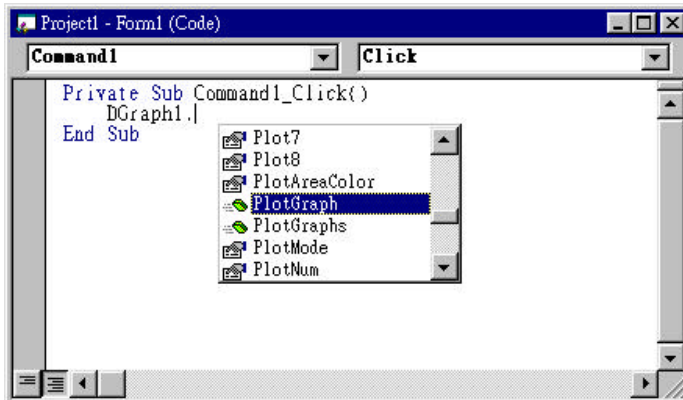 Project1 - Form1 (Code)
Command1 Click
Private Sub Command1_Click()
DGraph1.
End Sub
Plot7
Plot8
PlotAreaColor
PlotGraph
PlotGraphs
PlotMode
PlotNum